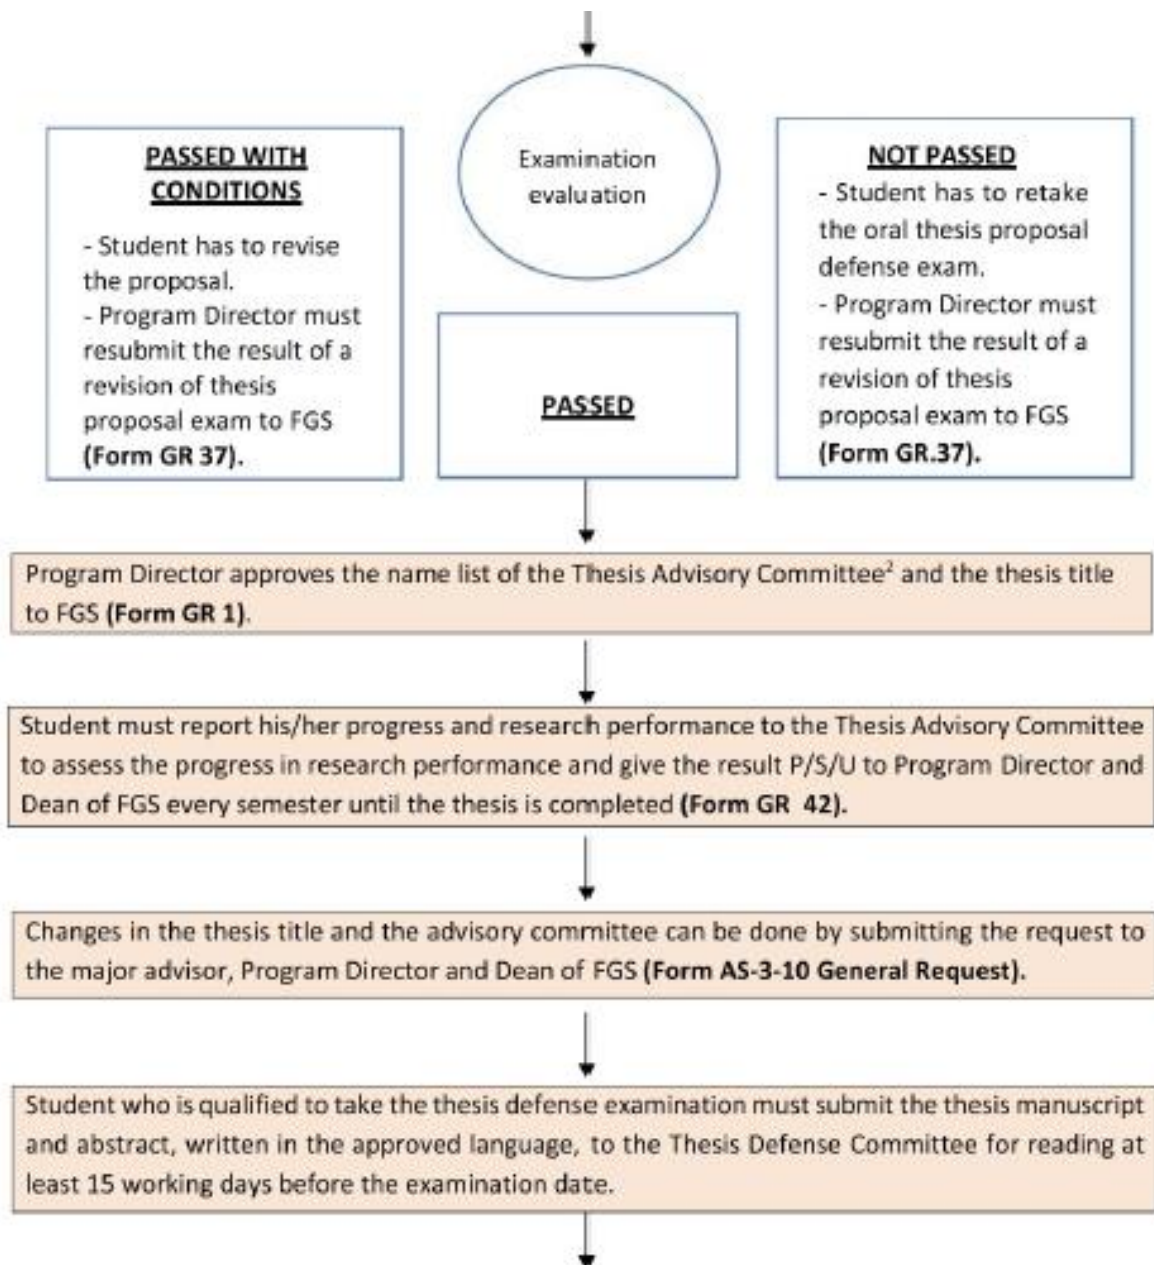 Examination
evaluation
PASSED WITH
CONDITIONS
- Student has to revise
the proposal.
- Program Director must
resubmit the result of a
revision of thesis
proposal exam to FGS
(Form GR 37).
PASSED
NOT PASSED
- Student has to retake
the oral thesis proposal
defense exam.
- Program Director must
resubmit the result of a
revision of thesis
proposal exam to FGS
(Form GR.37).
Program Director approves the name list of the Thesis Advisory Committee² and the thesis title
to FGS (Form GR 1).
Student must report his/her progress and research performance to the Thesis Advisory Committee
to assess the progress in research performance and give the result P/S/U to Program Director and
Dean of FGS every semester until the thesis is completed (Form GR 42).
Changes in the thesis title and the advisory committee can be done by submitting the request to
the major advisor, Program Director and Dean of FGS (Form AS-3-10 General Request).
Student who is qualified to take the thesis defense examination must submit the thesis manuscript
and abstract, written in the approved language, to the Thesis Defense Committee for reading at
least 15 working days before the examination date.